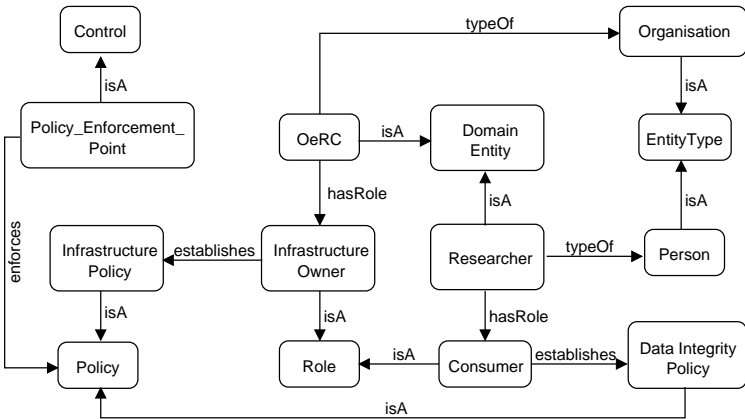 Control
typeOf
Organisation
isA
isA
Policy_Enforcement_
Point
OeRC
isA
Domain
Entity
EntityType
hasRole
isA
isA
enforces
Infrastructure
Policy
establishes
Infrastructure
Owner
Researcher
typeOf
Person
isA
isA
hasRole
Policy
Role
isA
Consumer
establishes
Data Integrity
Policy
isA